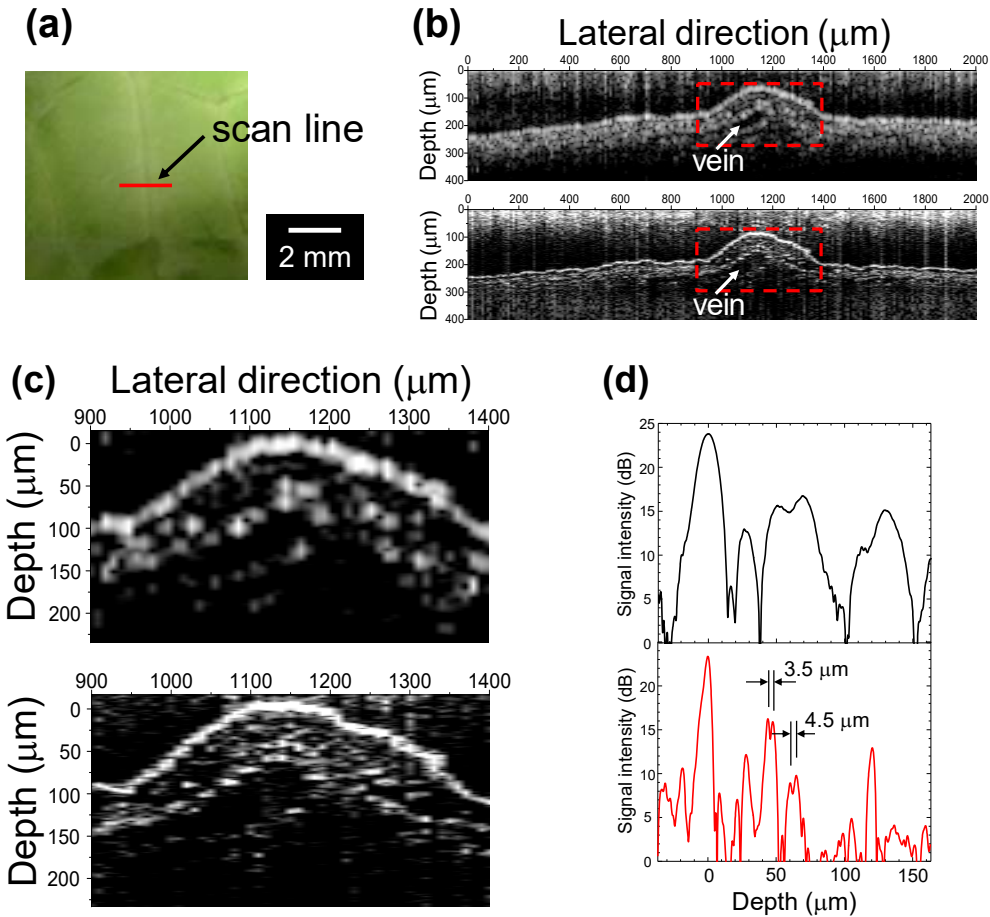 (a)
scan line
2 mm
(b)
Lateral direction (μm)
0 200 400 600 800 1000 1200 1400 1600 1800 2000
Depth (μm)
0
100
200
300
400
vein
0 200 400 600 800 1000 1200 1400 1600 1800 2000
Depth (μm)
0
100
200
300
400
vein
(c)
Lateral direction (μm)
900 1000 1100 1200 1300 1400
Depth (μm)
0
50
100
150
200
900 1000 1100 1200 1300 1400
Depth (μm)
0
50
100
150
200
(d)
Signal intensity (dB)
25
20
15
10
5
0
Signal intensity (dB)
20
15
10
5
0
3.5 μm
4.5 μm
0 50 100 150
Depth (μm)